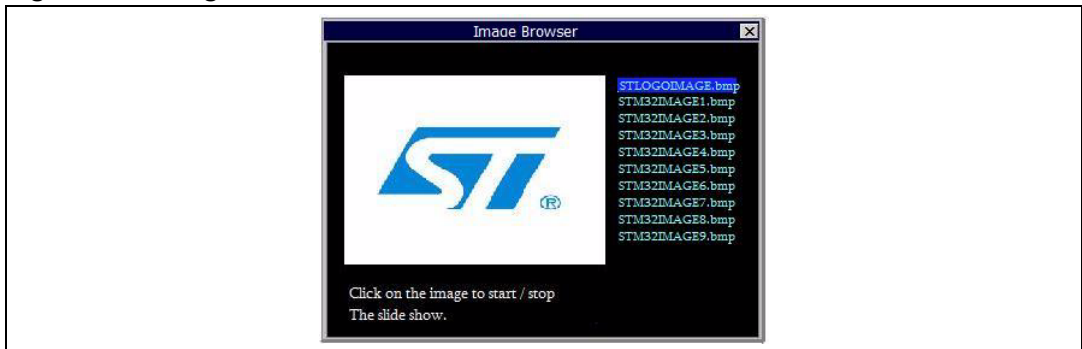 Image Browser
ST
®
STLOGOIMAGE.bmp
STM32IMAGE1.bmp
STM32IMAGE2.bmp
STM32IMAGE3.bmp
STM32IMAGE4.bmp
STM32IMAGE5.bmp
STM32IMAGE6.bmp
STM32IMAGE7.bmp
STM32IMAGE8.bmp
STM32IMAGE9.bmp
Click on the image to start / stop
The slide show.